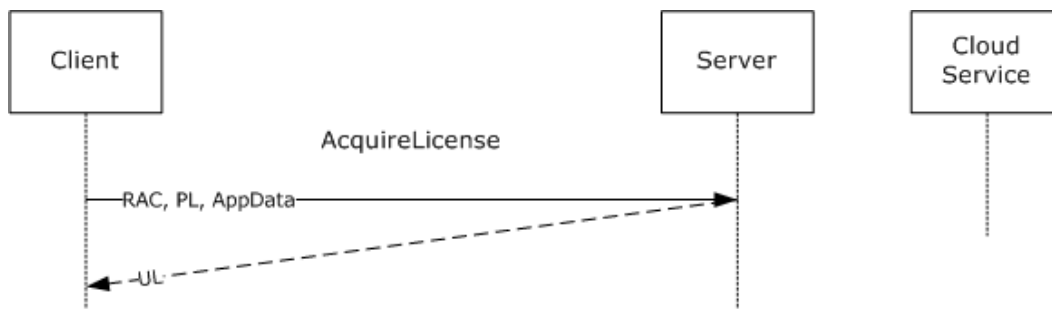 Client
Server
Cloud
Service
AcquireLicense
RAC, PL, AppData
UL